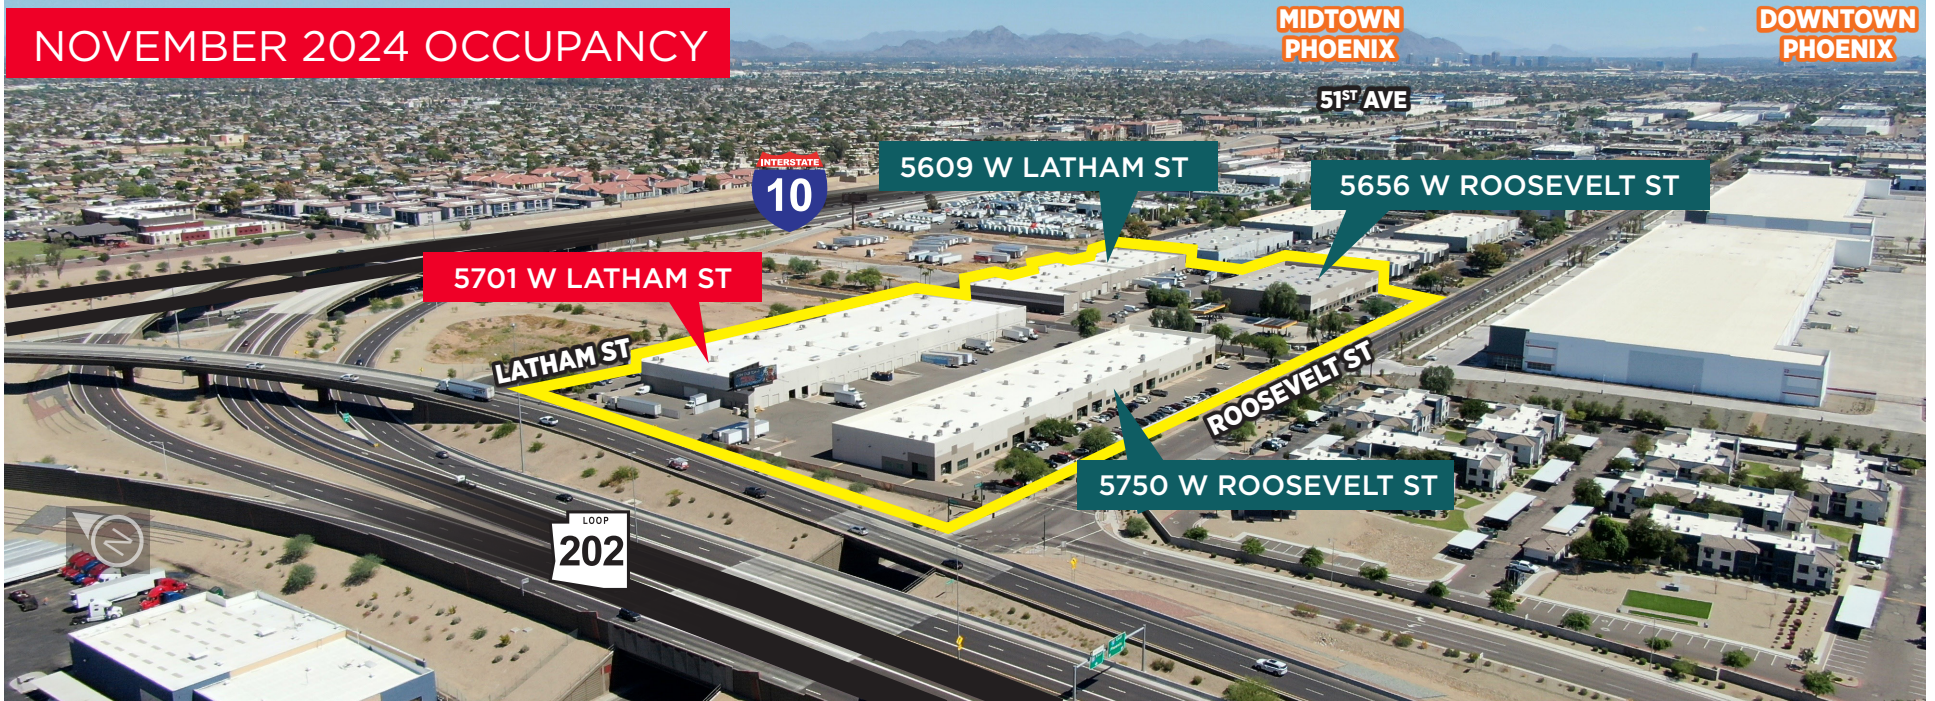 NOVEMBER 2024 OCCUPANCY
MIDTOWN
PHOENIX
DOWNTOWN
PHOENIX
51ST AVE
INTERSTATE
10
5609 W LATHAM ST
5656 W ROOSEVELT ST
5701 W LATHAM ST
LATHAM ST
ROOSEVELT ST
5750 W ROOSEVELT ST
LOOP
202
N